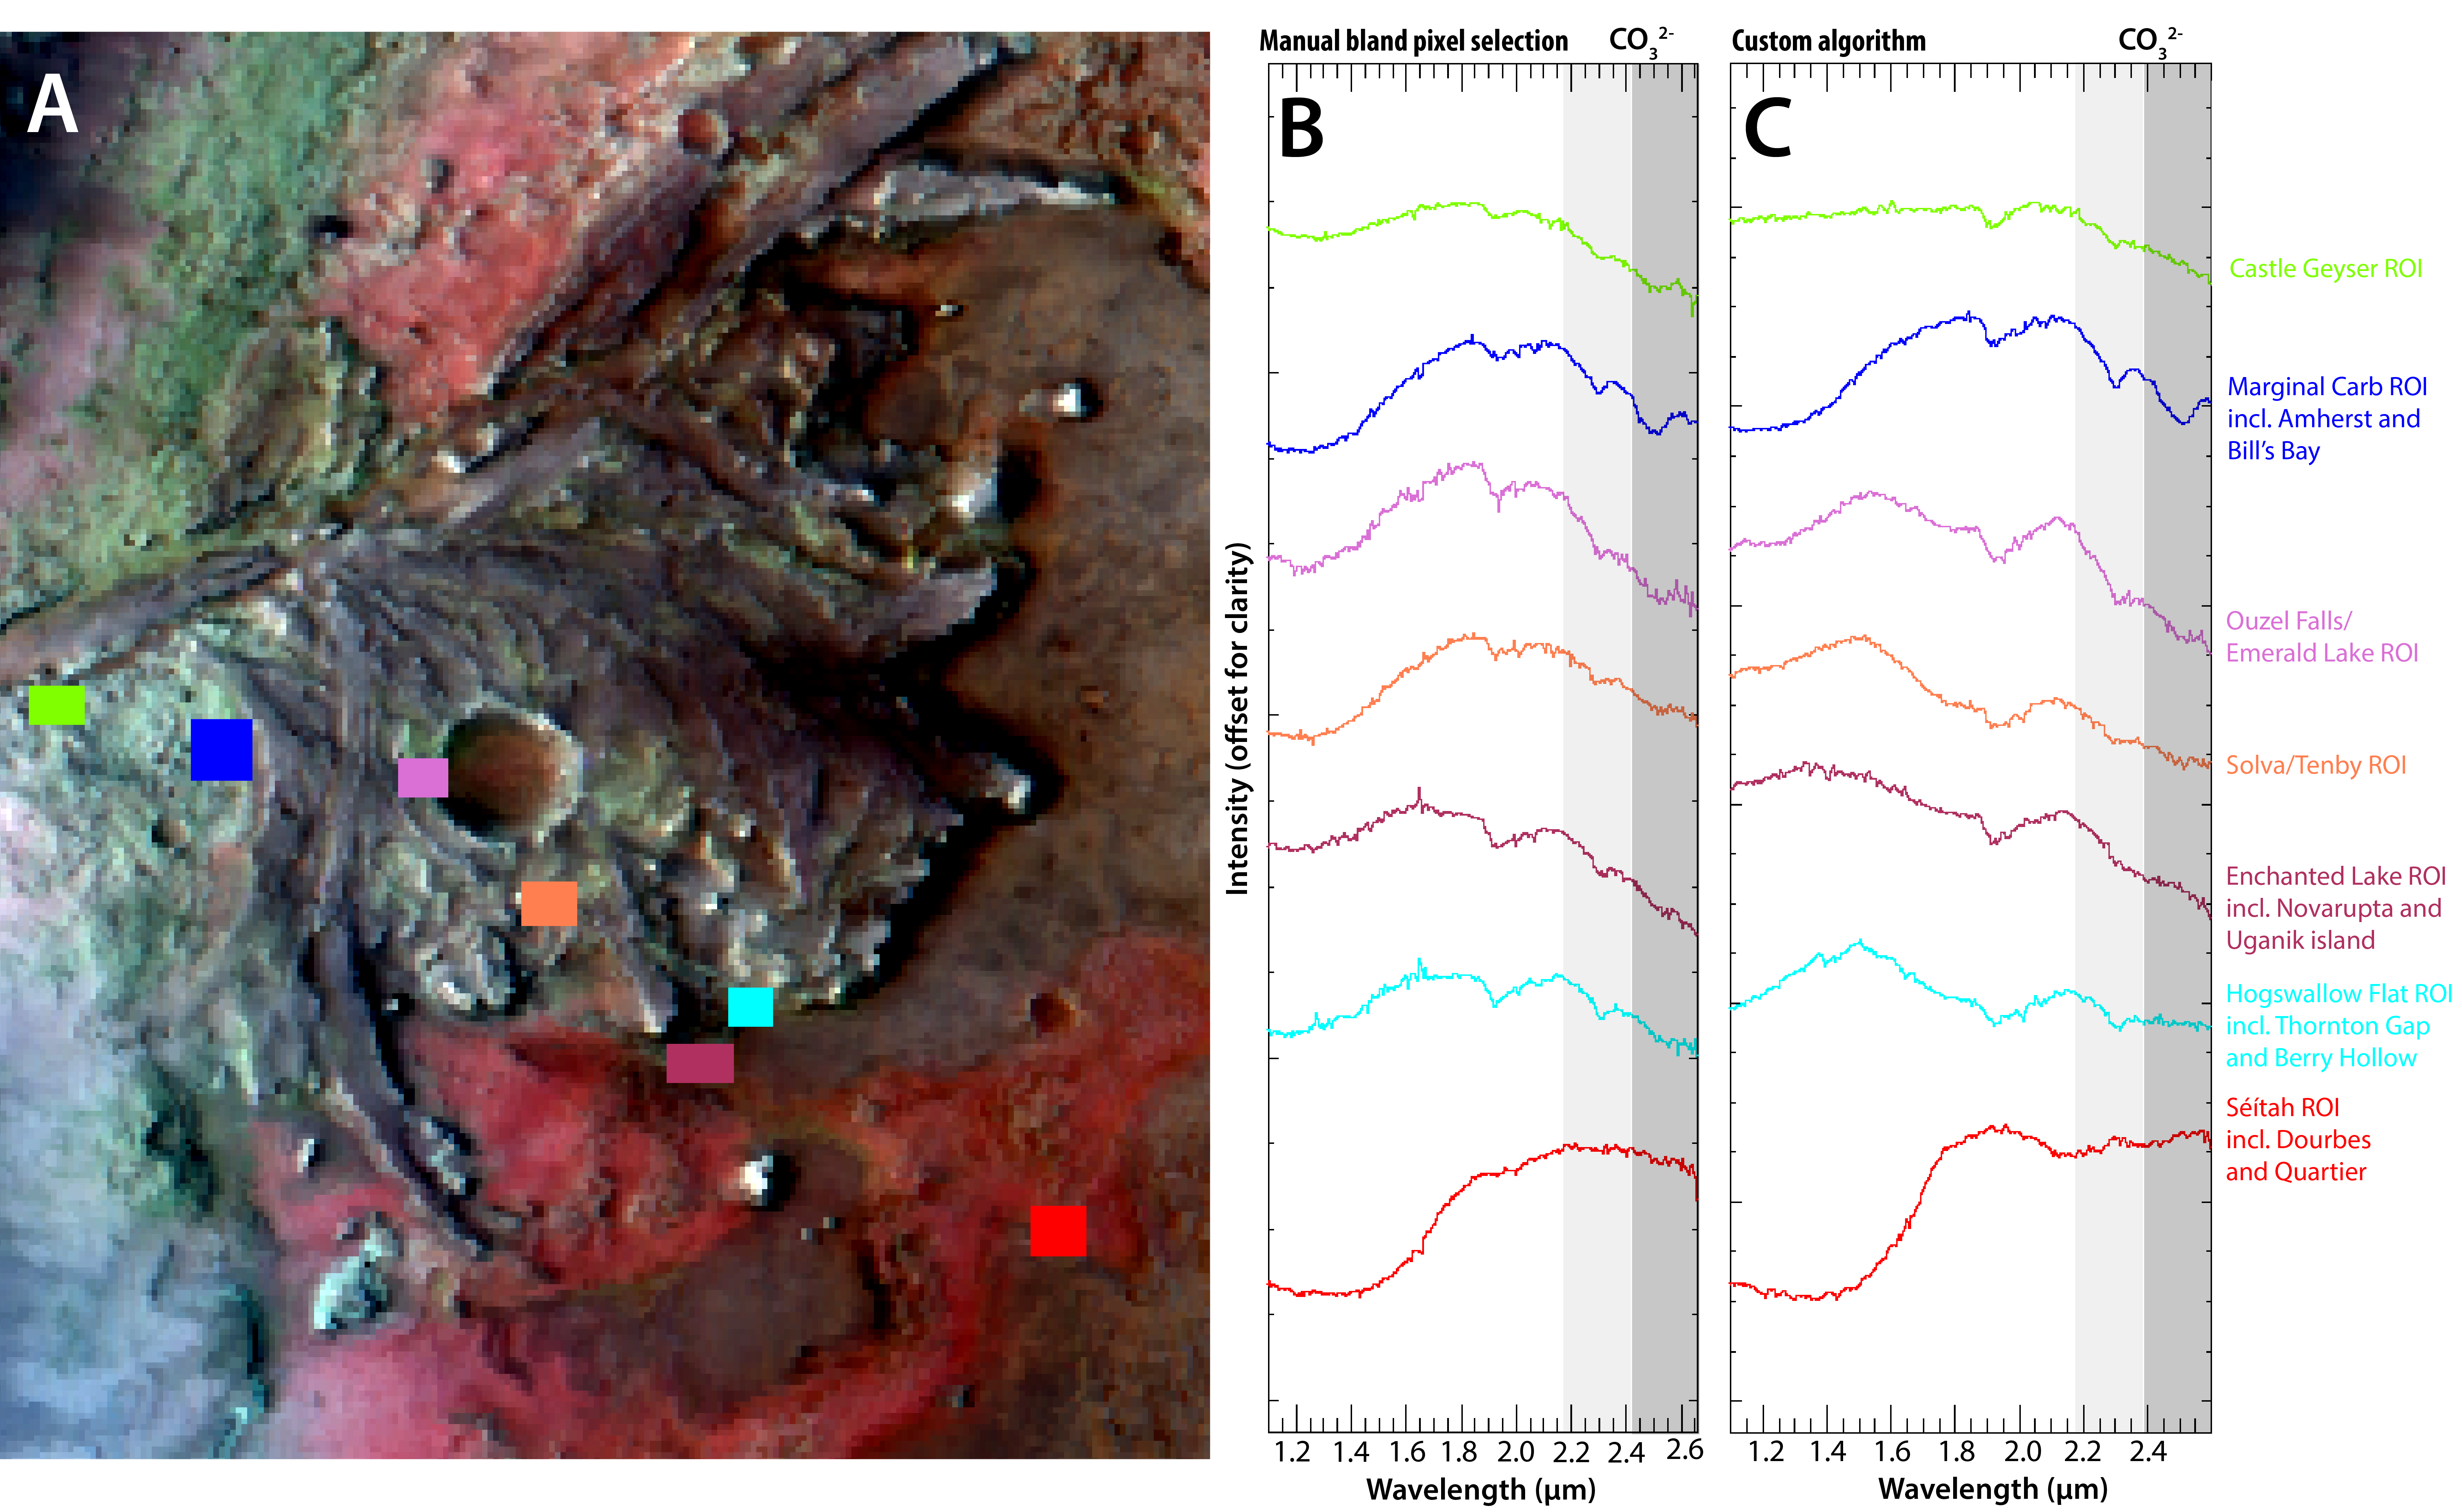 A
Manual bland pixel selection
CO₃²⁻
Custom algorithm
CO₃²⁻
B
C
Intensity (offset for clarity)
Castle Geyser ROI
Marginal Carb ROI
incl. Amherst and
Bill's Bay
Ouzel Falls/
Emerald Lake ROI
Solva/Tenby ROI
Enchanted Lake ROI
incl. Novarupta and
Uganik island
Hogswallow Flat ROI
incl. Thornton Gap
and Berry Hollow
Séítah ROI
incl. Dourbes
and Quartier
1.2 1.4 1.6 1.8 2.0 2.2 2.4 2.6
1.2 1.4 1.6 1.8 2.0 2.2 2.4
Wavelength (μm)
Wavelength (μm)